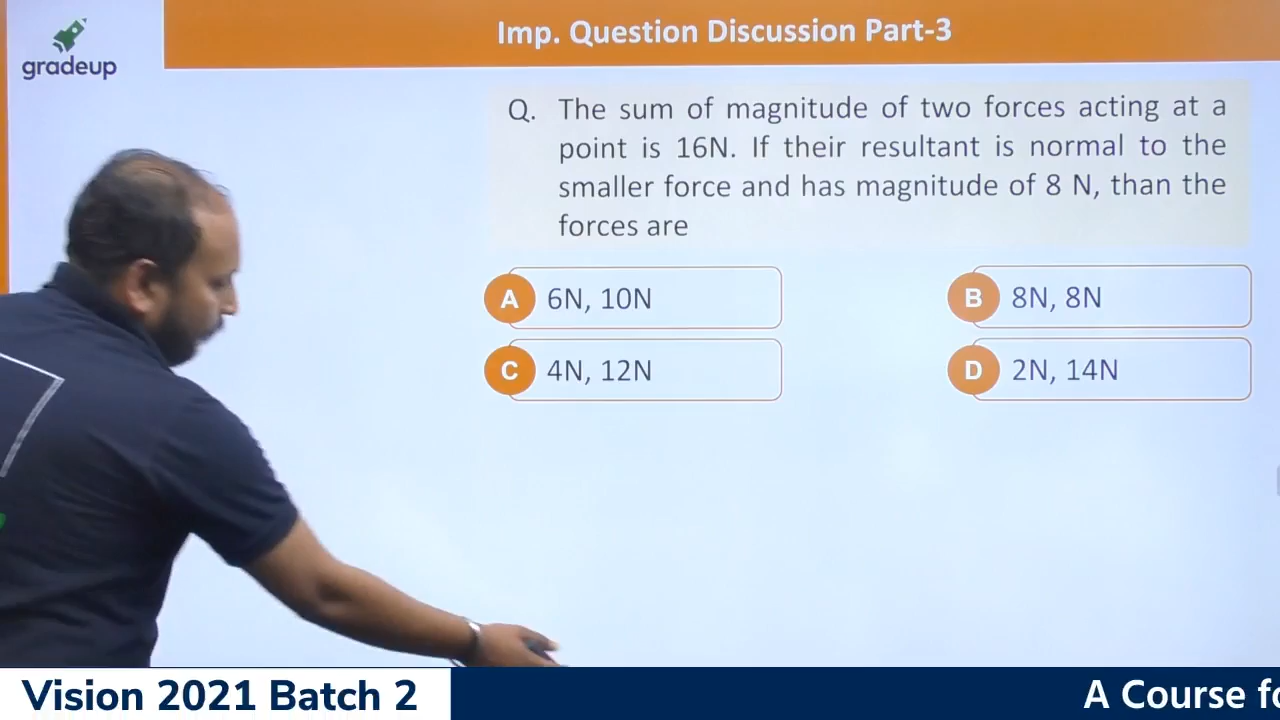 gradeup
Imp. Question Discussion Part-3
Q. The sum of magnitude of two forces acting at a
point is 16N. If their resultant is normal to the
smaller force and has magnitude of 8 N, than the
forces are
A 6N, 10N
B 8N, 8N
C 4N, 12N
D 2N, 14N
Vision 2021 Batch 2
A Course fo